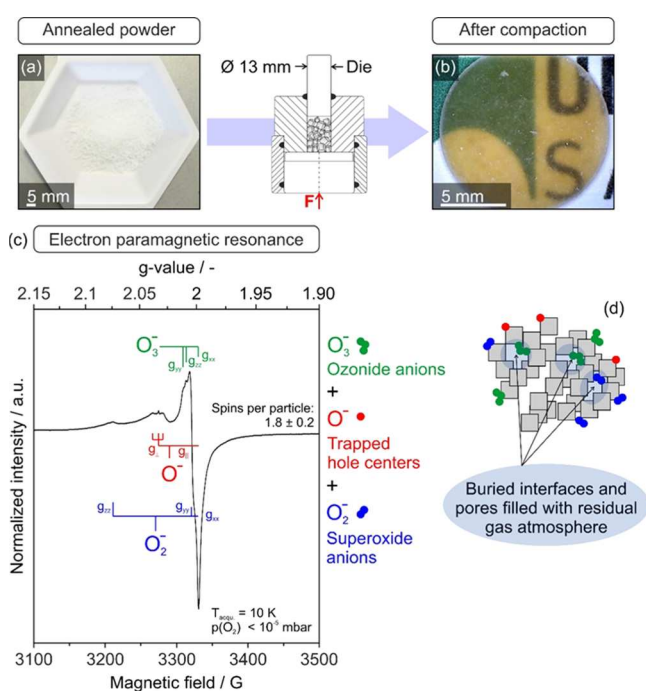 Annealed powder
After compaction
(a)
5 mm
Ø 13 mm
Die
F
(b)
U
S
5 mm
(c)
Electron paramagnetic resonance
g-value / -
2.15 2.1 2.05 2 1.95 1.90
O₃⁻
gyy gzz gxx
Spins per particle:
1.8 ± 0.2
g⊥ g||
O⁻
gzz gyy gxx
O₂⁻
T_acqu. = 10 K
p(O₂) < 10⁻⁵ mbar
Normalized intensity / a.u.
3100 3200 3300 3400 3500
Magnetic field / G
O₃⁻
Ozonide anions
+
O⁻
Trapped
hole centers
+
O₂⁻
Superoxide
anions
(d)
Buried interfaces and
pores filled with residual
gas atmosphere